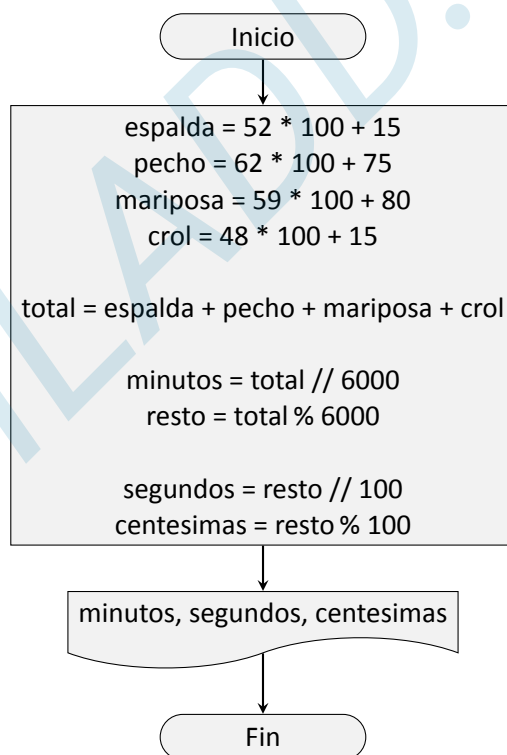 Inicio
espalda = 52 * 100 + 15
pecho = 62 * 100 + 75
mariposa = 59 * 100 + 80
crol = 48 * 100 + 15
total = espalda + pecho + mariposa + crol
minutos = total // 6000
resto = total % 6000
segundos = resto // 100
centesimas = resto % 100
minutos, segundos, centesimas
Fin